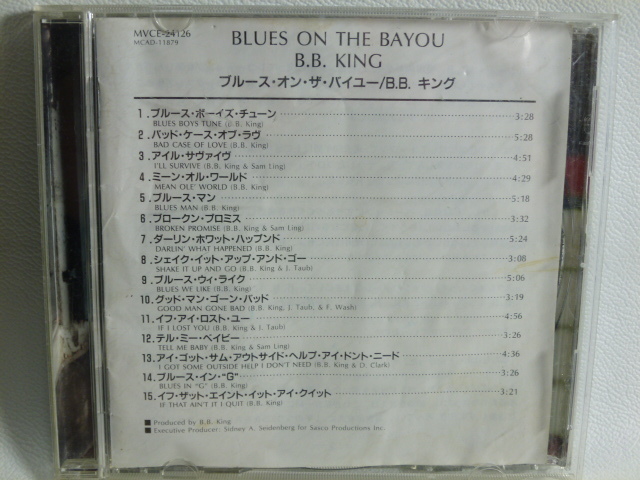 MVCE-24126
MCAD-11879
BLUES ON THE BAYOU
B.B. KING
ブルース・オン・ザ・バイユー/B.B. キング
1.ブルース・ボーイズ・チューン 3:28
BLUES BOYS TUNE (B.B. King)
2.バッド・ケース・オブ・ラヴ 5:28
BAD CASE OF LOVE (B.B. King)
3.アイル・サヴァイヴ 4:51
I'LL SURVIVE (B.B. King & Sam Ling)
4.ミーン・オル・ワールド 4:29
MEAN OLE' WORLD (B.B. King)
5.ブルース・マン 5:18
BLUES MAN (B.B. King)
6.ブロークン・プロミス 3:32
BROKEN PROMISE (B.B. King & Sam Ling)
7.ダーリン・ホワット・ハップンド 5:24
DARLIN' WHAT HAPPENED (B.B. King)
8.シェイク・イット・アップ・アンド・ゴー 3:08
SHAKE IT UP AND GO (B.B. King & J. Taub)
9.ブルース・ウィ・ライク 5:06
BLUES WE LIKE (B.B. King)
10.グッド・マン・ゴーン・バッド 3:19
GOOD MAN GONE BAD (B.B. King, J. Taub, & F. Wash)
11.イフ・アイ・ロスト・ユー 4:56
IF I LOST YOU (B.B. King & J. Taub)
12.テル・ミー・ベイビー 3:26
TELL ME BABY (B.B. King & Sam Ling)
13.アイ・ゴット・サム・アウトサイド・ヘルプ・アイ・ドント・ニード 4:36
I GOT SOME OUTSIDE HELP I DON'T NEED (B.B. King & D. Clark)
14.ブルース・イン・"G" 3:26
BLUES IN "G" (B.B. King)
15.イフ・ザット・エイント・イット・アイ・クイット 3:21
IF THAT AIN'T IT I QUIT (B.B. King)
■ Produced by B.B. King
■ Executive Producer: Sidney A. Seidenberg for Sasco Productions Inc.